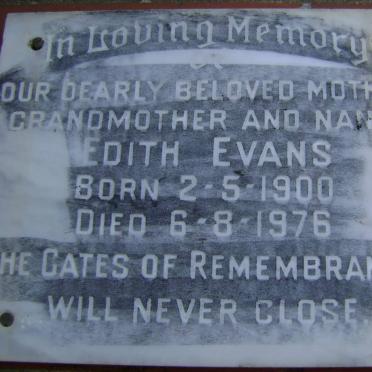 In Loving Memory
OF
OUR DEARLY BELOVED MOTH
GRANDMOTHER AND NAN
EDITH EVANS
BORN 2-5-1900
DIED 6-8-1976
HE GATES OF REMEMBRAN
WILL NEVER CLOSE